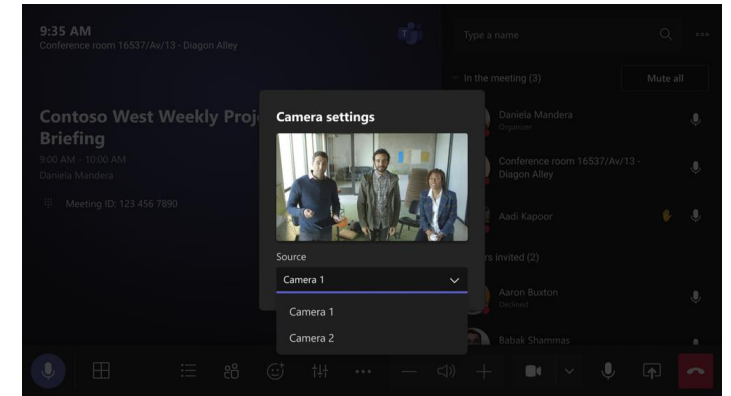 9:35 AM
Conference room 16537/Av/13 - Diagon Alley
Contoso West Weekly Proj
Briefing
9:00 AM - 10:00 AM
Daniela Mandera
Meeting ID: 123 456 7890
Camera settings
Source
Camera 1
Camera 1
Camera 2
Type a name
In the meeting (3)
Mute all
Daniela Mandera
Organizer
Conference room 16537/Av/13 -
Diagon Alley
Aadi Kapoor
rs invited (2)
Aaron Buxton
Declined
Babak Shammas